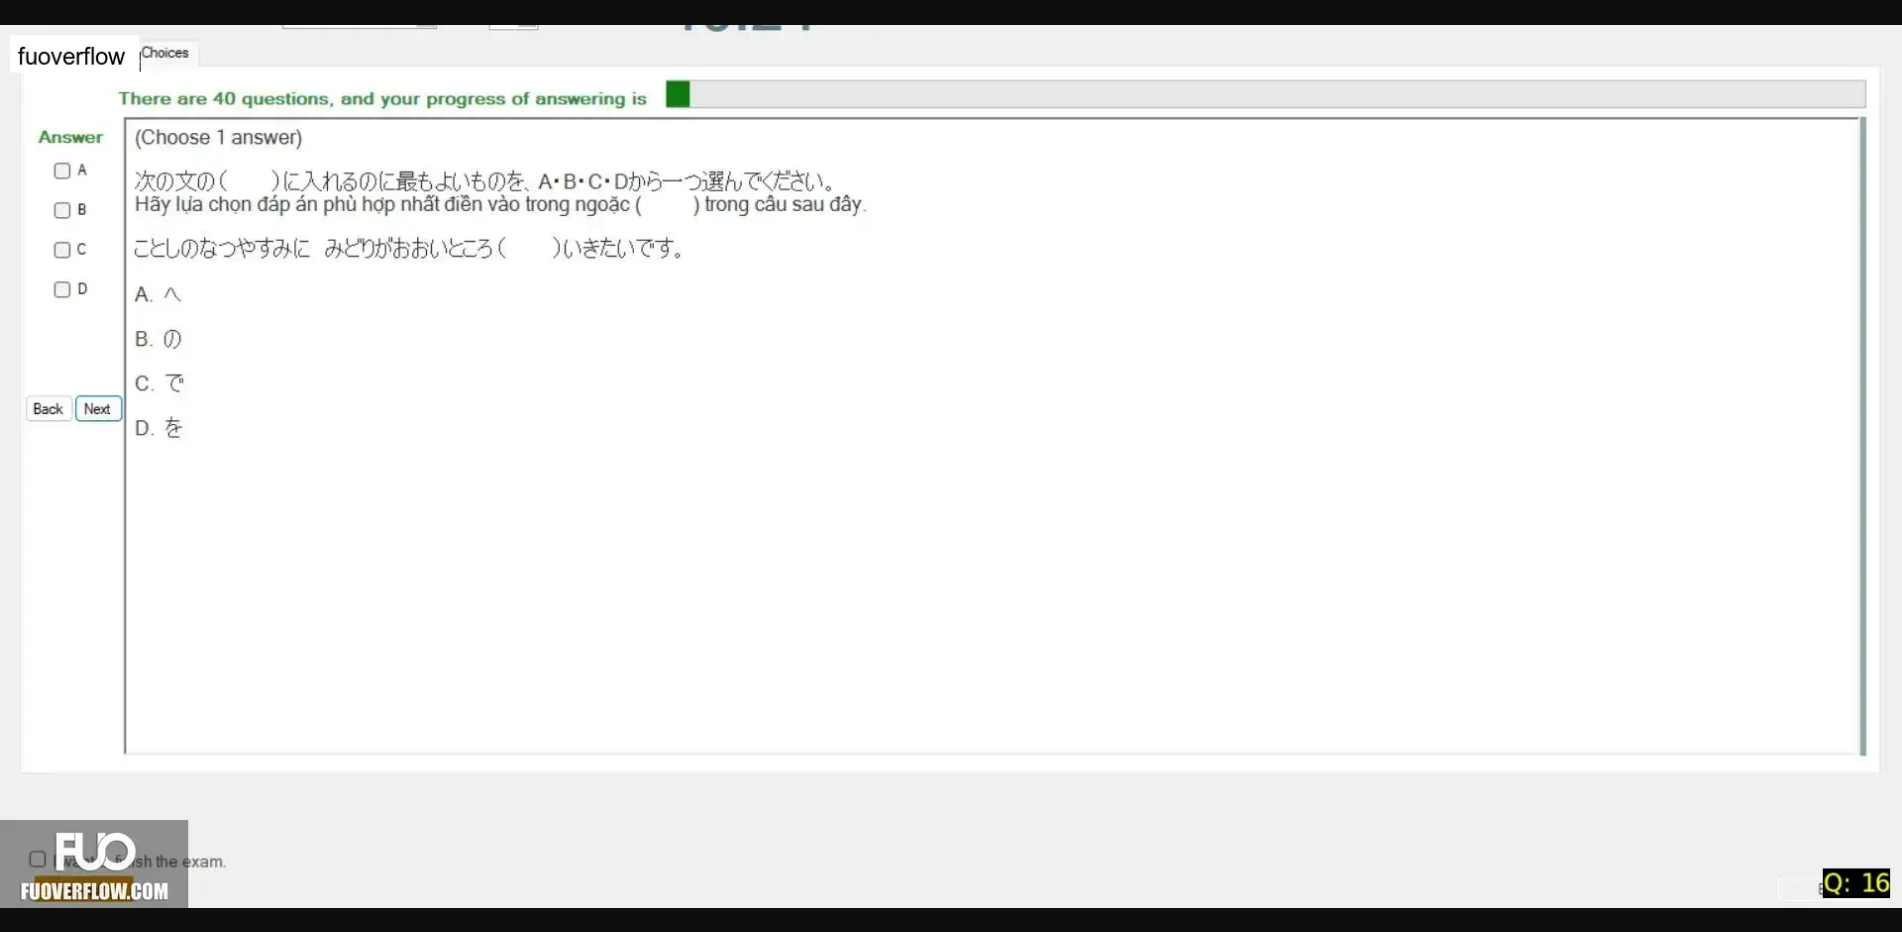 fuoverflow
Choices
There are 40 questions, and your progress of answering is
Answer
(Choose 1 answer)
A
B
C
D
次の文の(　　)に入れるのに最もよいものを、A・B・C・Dから一つ選んでください。
Hãy lựa chọn đáp án phù hợp nhất điền vào trong ngoặc (　　) trong câu sau đây.
ことしのなつやすみに　みどりがおおいところ(　　)いきたいです。
A. へ
B. の
C. で
D. を
Back
Next
FUO
the exam.
FUOVERFLOW.COM
Q: 16